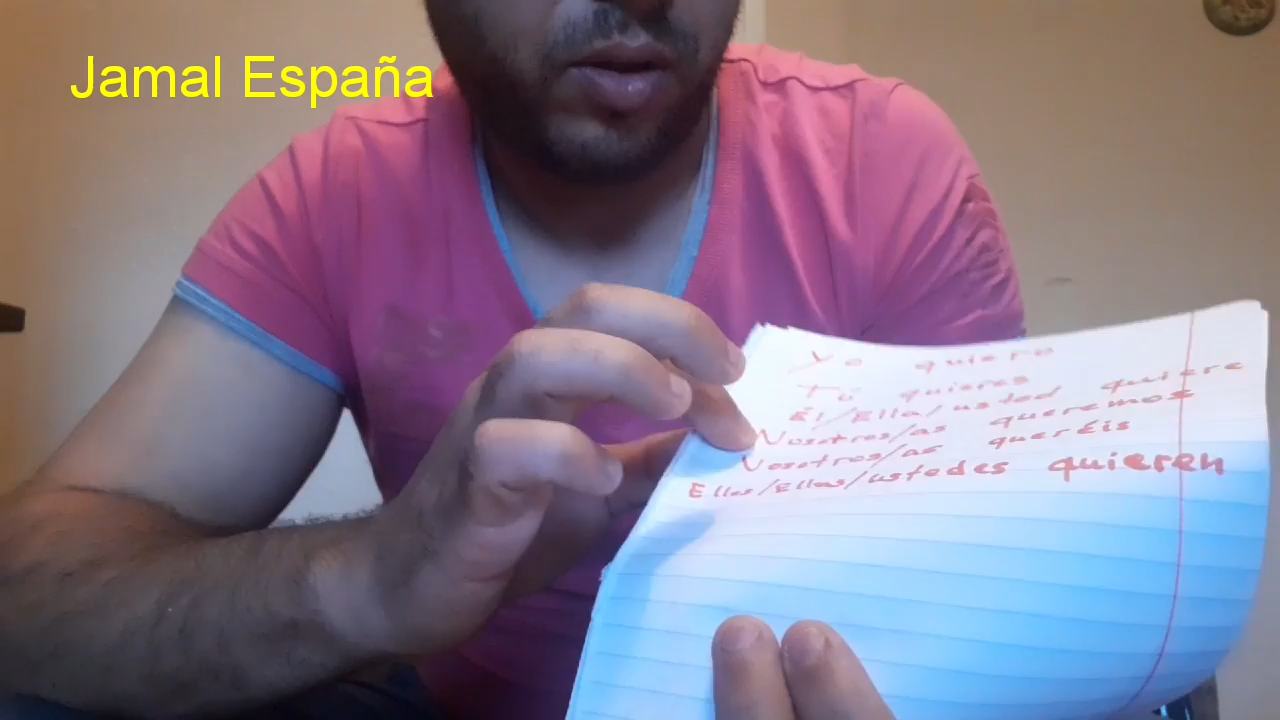 Jamal España
Yo quiero
Tú quieres
Él/Ella/usted quiere
Nosotros/as queremos
Vosotros/as queréis
Ellos/Ellas/ustedes quieren